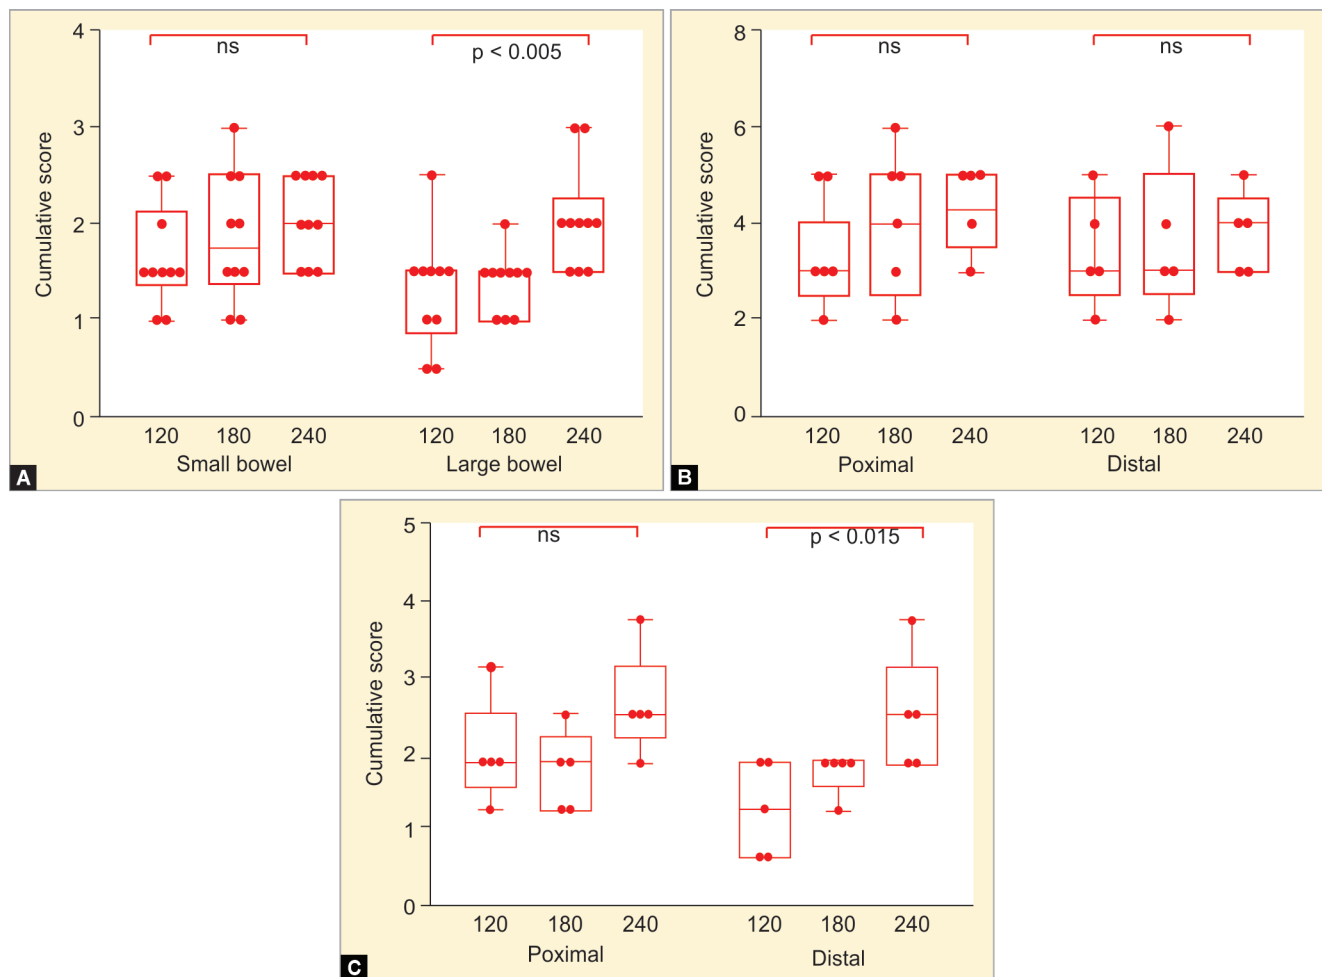 4
3
2
1
0
Cumulative score
ns
p < 0.005
120 180 240 120 180 240
Small bowel Large bowel
A
8
6
4
2
0
Cumulative score
ns
ns
120 180 240 120 180 240
Poximal Distal
B
5
4
3
2
1
0
Cumulative score
ns
p < 0.015
120 180 240 120 180 240
Poximal Distal
C